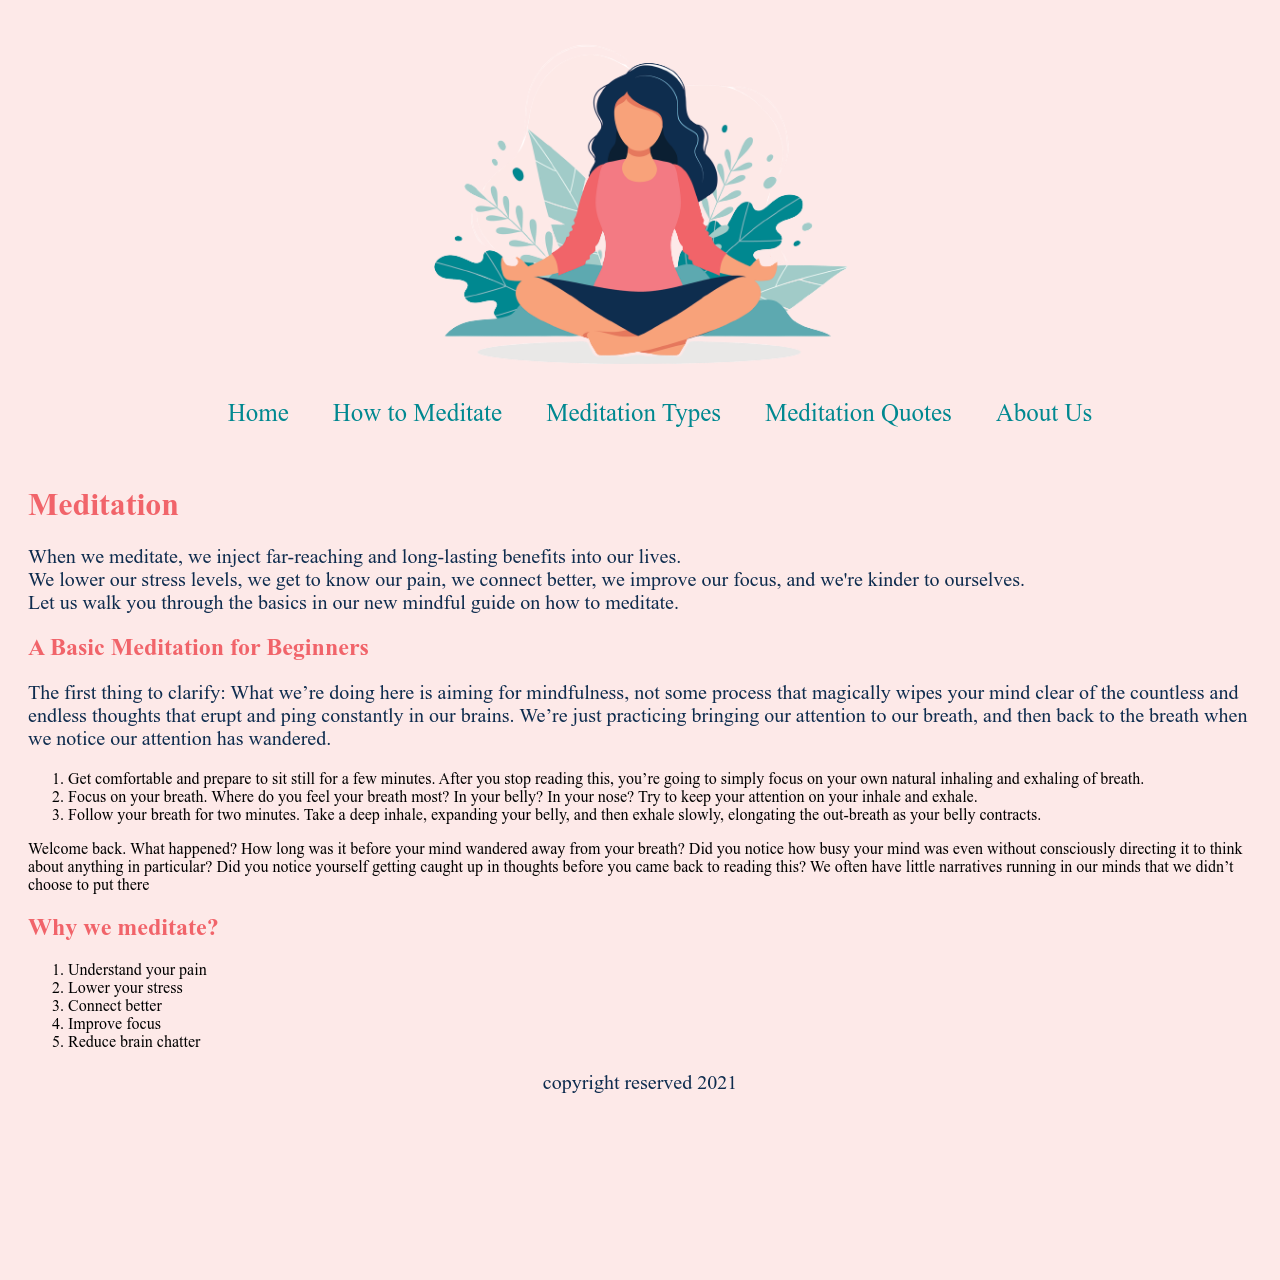 Home How to Meditate Meditation Types Meditation Quotes About Us
Meditation
When we meditate, we inject far-reaching and long-lasting benefits into our lives.
We lower our stress levels, we get to know our pain, we connect better, we improve our focus, and we're kinder to ourselves.
Let us walk you through the basics in our new mindful guide on how to meditate.
A Basic Meditation for Beginners
The first thing to clarify: What we’re doing here is aiming for mindfulness, not some process that magically wipes your mind clear of the countless and
endless thoughts that erupt and ping constantly in our brains. We’re just practicing bringing our attention to our breath, and then back to the breath when
we notice our attention has wandered.
1. Get comfortable and prepare to sit still for a few minutes. After you stop reading this, you’re going to simply focus on your own natural inhaling and exhaling of breath.
2. Focus on your breath. Where do you feel your breath most? In your belly? In your nose? Try to keep your attention on your inhale and exhale.
3. Follow your breath for two minutes. Take a deep inhale, expanding your belly, and then exhale slowly, elongating the out-breath as your belly contracts.
Welcome back. What happened? How long was it before your mind wandered away from your breath? Did you notice how busy your mind was even without consciously directing it to think
about anything in particular? Did you notice yourself getting caught up in thoughts before you came back to reading this? We often have little narratives running in our minds that we didn’t
choose to put there
Why we meditate?
1. Understand your pain
2. Lower your stress
3. Connect better
4. Improve focus
5. Reduce brain chatter
copyright reserved 2021